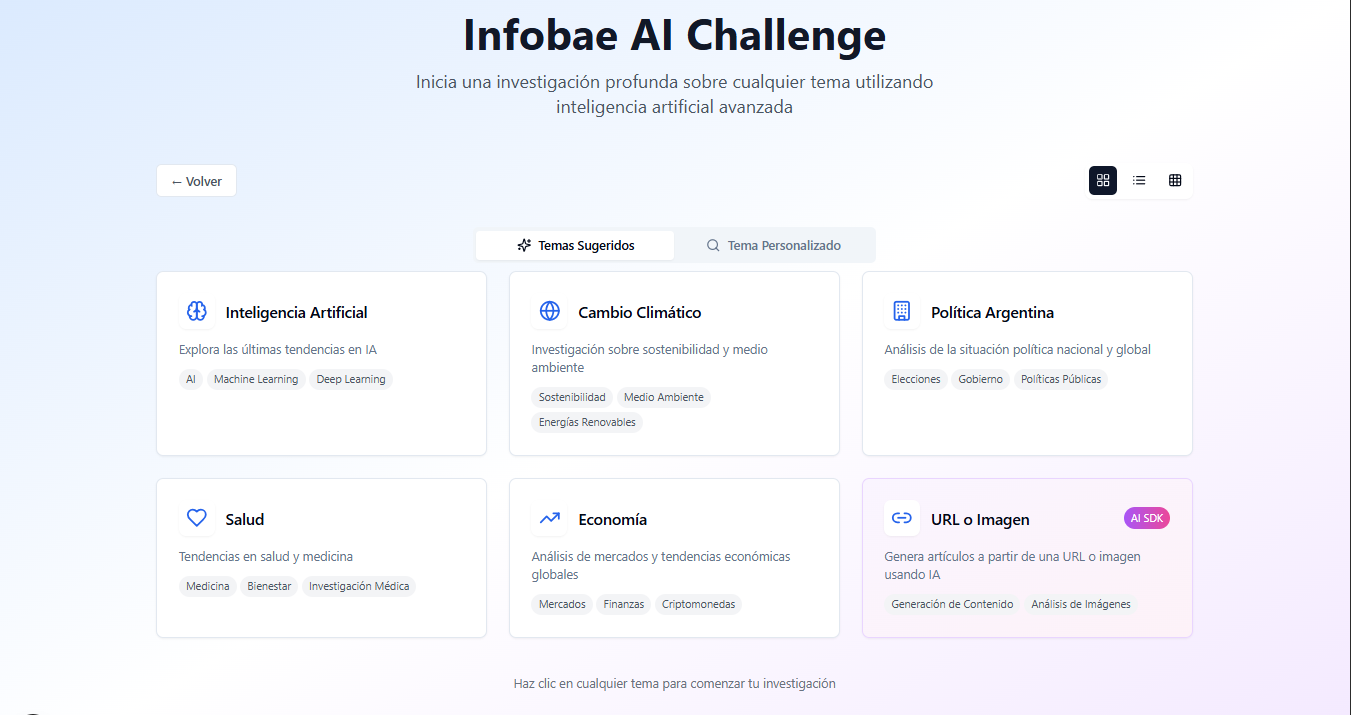 Infobae AI Challenge
Inicia una investigación profunda sobre cualquier tema utilizando
inteligencia artificial avanzada
← Volver
Temas Sugeridos
Tema Personalizado
Inteligencia Artificial
Explora las últimas tendencias en IA
AI
Machine Learning
Deep Learning
Cambio Climático
Investigación sobre sostenibilidad y medio
ambiente
Sostenibilidad
Medio Ambiente
Energías Renovables
Política Argentina
Análisis de la situación política nacional y global
Elecciones
Gobierno
Políticas Públicas
Salud
Tendencias en salud y medicina
Medicina
Bienestar
Investigación Médica
Economía
Análisis de mercados y tendencias económicas
globales
Mercados
Finanzas
Criptomonedas
URL o Imagen
AI SDK
Genera artículos a partir de una URL o imagen
usando IA
Generación de Contenido
Análisis de Imágenes
Haz clic en cualquier tema para comenzar tu investigación